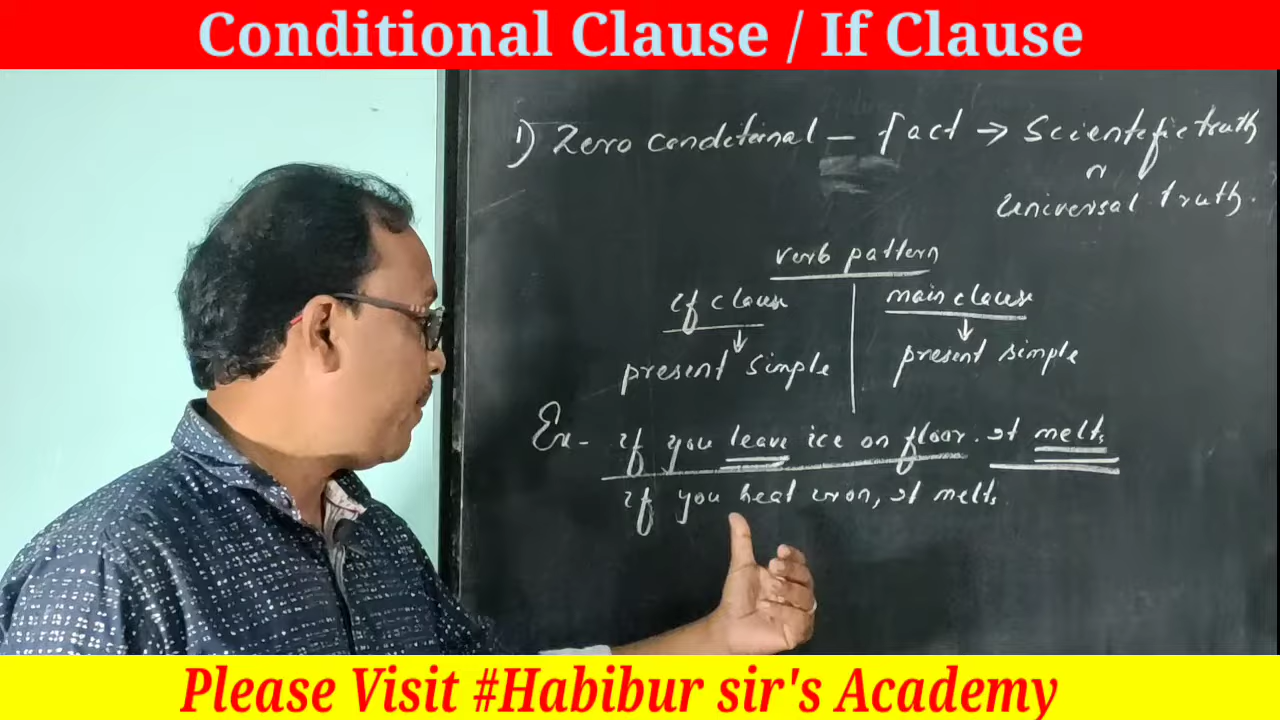 Conditional Clause / If Clause
1) Zero conditional — fact → Scientific truth
or
universal truth.
verb pattern
if clause main clause
↓ ↓
present simple present simple
Ex- if you leave ice on floor. it melts
if you heat iron, it melts
Please Visit #Habibur sir's Academy